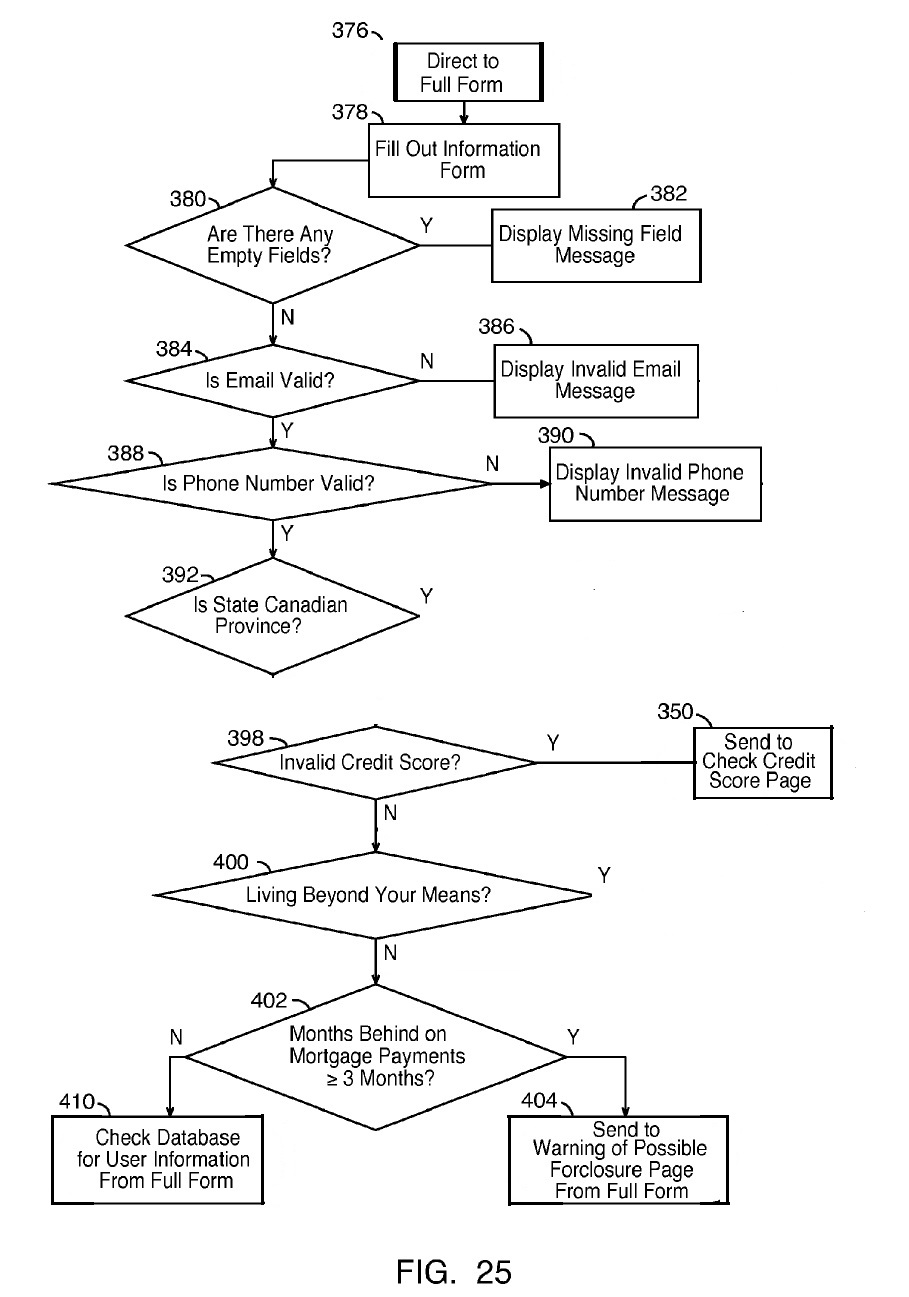 376
Direct to
Full Form
378
Fill Out Information
Form
380
Are There Any
Empty Fields?
Y
382
Display Missing Field
Message
N
384
Is Email Valid?
N
386
Display Invalid Email
Message
Y
388
Is Phone Number Valid?
N
390
Display Invalid Phone
Number Message
Y
392
Is State Canadian
Province?
Y
398
Invalid Credit Score?
Y
350
Send to
Check Credit
Score Page
N
400
Living Beyond Your Means?
Y
N
402
Months Behind on
Mortgage Payments
≥ 3 Months?
N
Y
410
Check Database
for User Information
From Full Form
404
Send to
Warning of Possible
Forclosure Page
From Full Form
FIG. 25